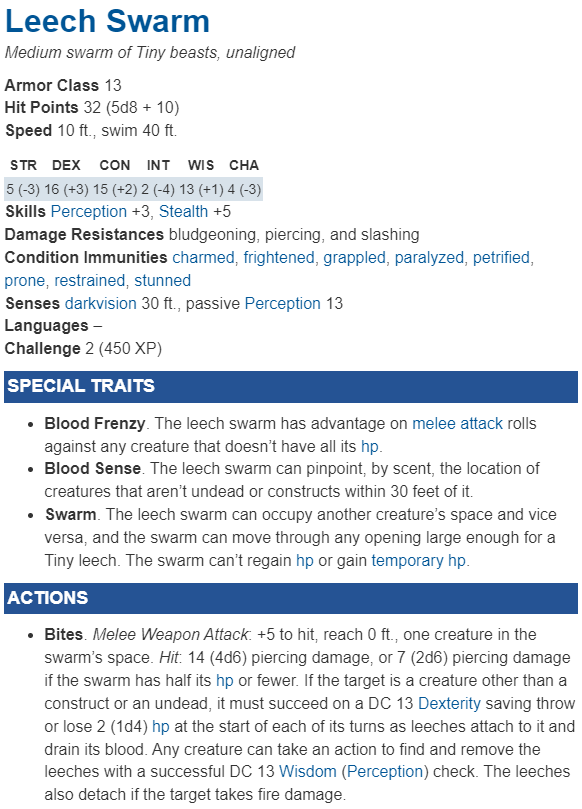 Leech Swarm
Medium swarm of Tiny beasts, unaligned
Armor Class 13
Hit Points 32 (5d8 + 10)
Speed 10 ft., swim 40 ft.
STR DEX CON INT WIS CHA
5 (-3) 16 (+3) 15 (+2) 2 (-4) 13 (+1) 4 (-3)
Skills Perception +3, Stealth +5
Damage Resistances bludgeoning, piercing, and slashing
Condition Immunities charmed, frightened, grappled, paralyzed, petrified,
prone, restrained, stunned
Senses darkvision 30 ft., passive Perception 13
Languages –
Challenge 2 (450 XP)
SPECIAL TRAITS
• Blood Frenzy. The leech swarm has advantage on melee attack rolls
against any creature that doesn’t have all its hp.
• Blood Sense. The leech swarm can pinpoint, by scent, the location of
creatures that aren’t undead or constructs within 30 feet of it.
• Swarm. The leech swarm can occupy another creature’s space and vice
versa, and the swarm can move through any opening large enough for a
Tiny leech. The swarm can’t regain hp or gain temporary hp.
ACTIONS
• Bites. Melee Weapon Attack: +5 to hit, reach 0 ft., one creature in the
swarm’s space. Hit: 14 (4d6) piercing damage, or 7 (2d6) piercing damage
if the swarm has half its hp or fewer. If the target is a creature other than a
construct or an undead, it must succeed on a DC 13 Dexterity saving throw
or lose 2 (1d4) hp at the start of each of its turns as leeches attach to it and
drain its blood. Any creature can take an action to find and remove the
leeches with a successful DC 13 Wisdom (Perception) check. The leeches
also detach if the target takes fire damage.